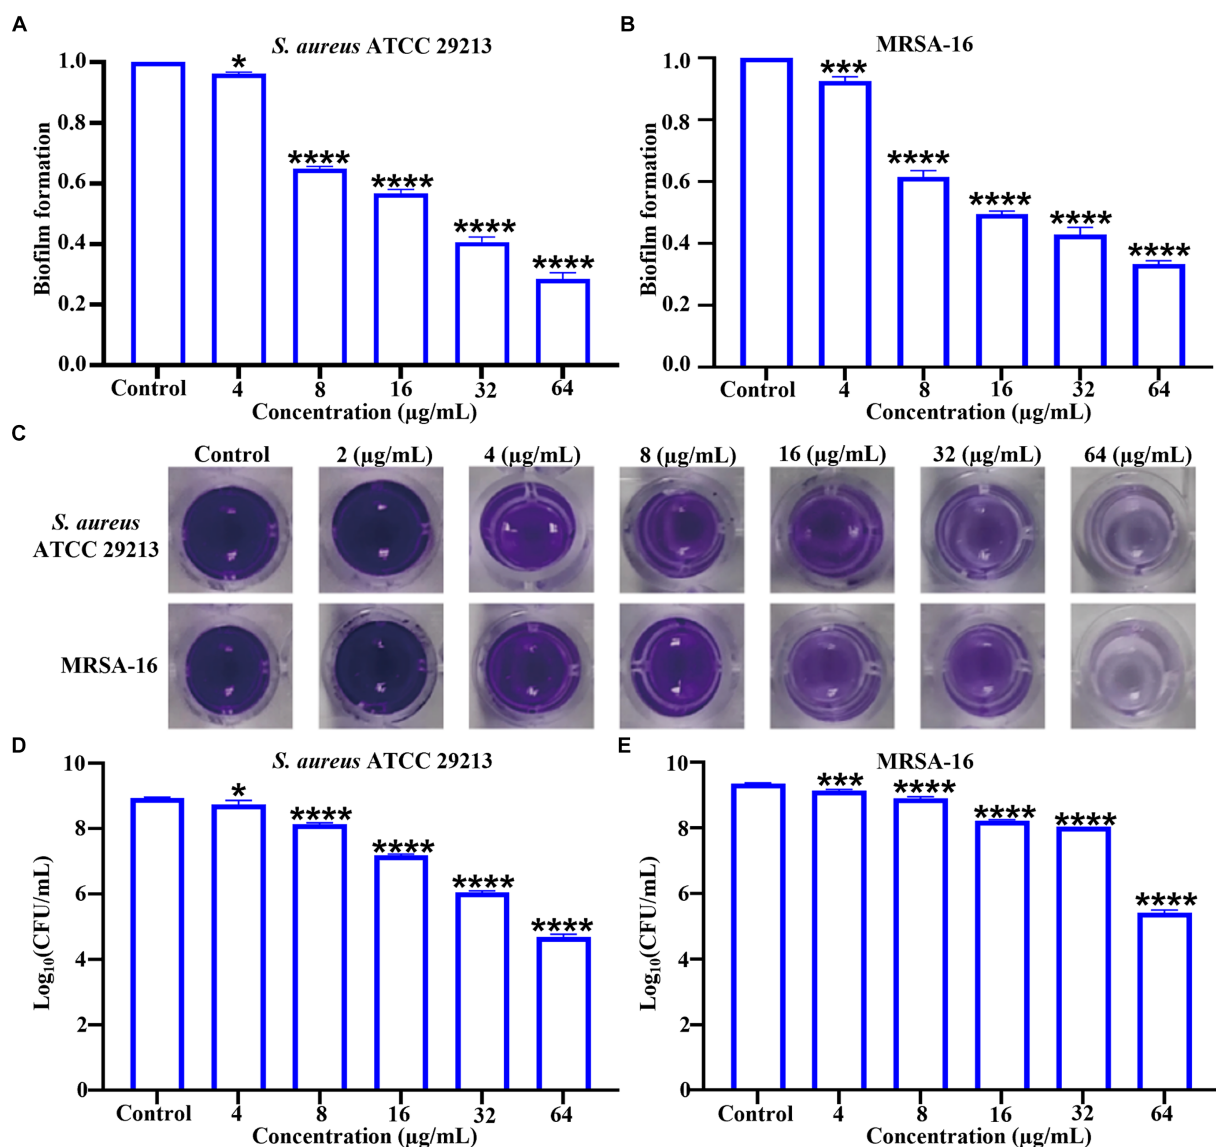 A
S. aureus ATCC 29213
Biofilm formation
1.0
0.8
0.6
0.4
0.2
0.0
*
****
****
****
****
Control 4 8 16 32 64
Concentration (µg/mL)
B
MRSA-16
Biofilm formation
1.0
0.8
0.6
0.4
0.2
0.0
***
****
****
****
****
Control 4 8 16 32 64
Concentration (µg/mL)
C
Control 2 (µg/mL) 4 (µg/mL) 8 (µg/mL) 16 (µg/mL) 32 (µg/mL) 64 (µg/mL)
S. aureus
ATCC 29213
MRSA-16
D
S. aureus ATCC 29213
Log₁₀(CFU/mL)
10
8
6
4
2
0
*
****
****
****
****
Control 4 8 16 32 64
Concentration (µg/mL)
E
MRSA-16
Log₁₀(CFU/mL)
10
8
6
4
2
0
***
****
****
****
****
Control 4 8 16 32 64
Concentration (µg/mL)